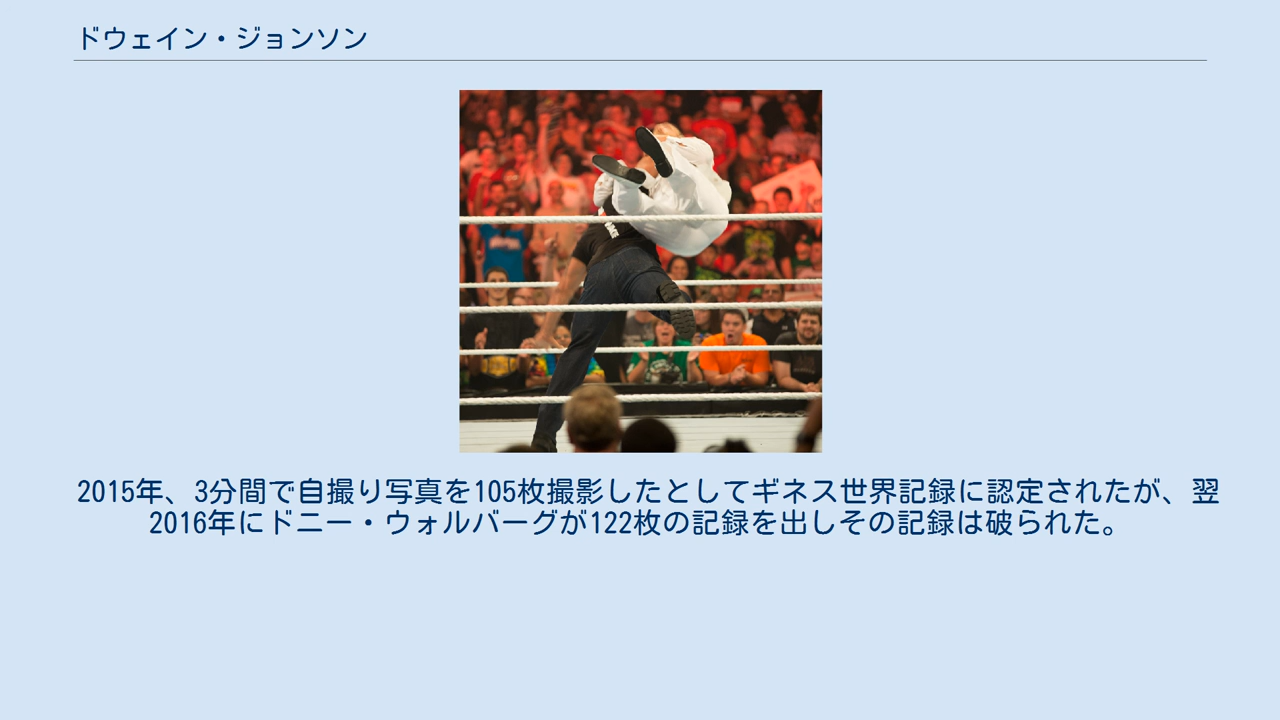 ドウェイン・ジョンソン
2015年、3分間で自撮り写真を105枚撮影したとしてギネス世界記録に認定されたが、翌
2016年にドニー・ウォルバーグが122枚の記録を出しその記録は破られた。